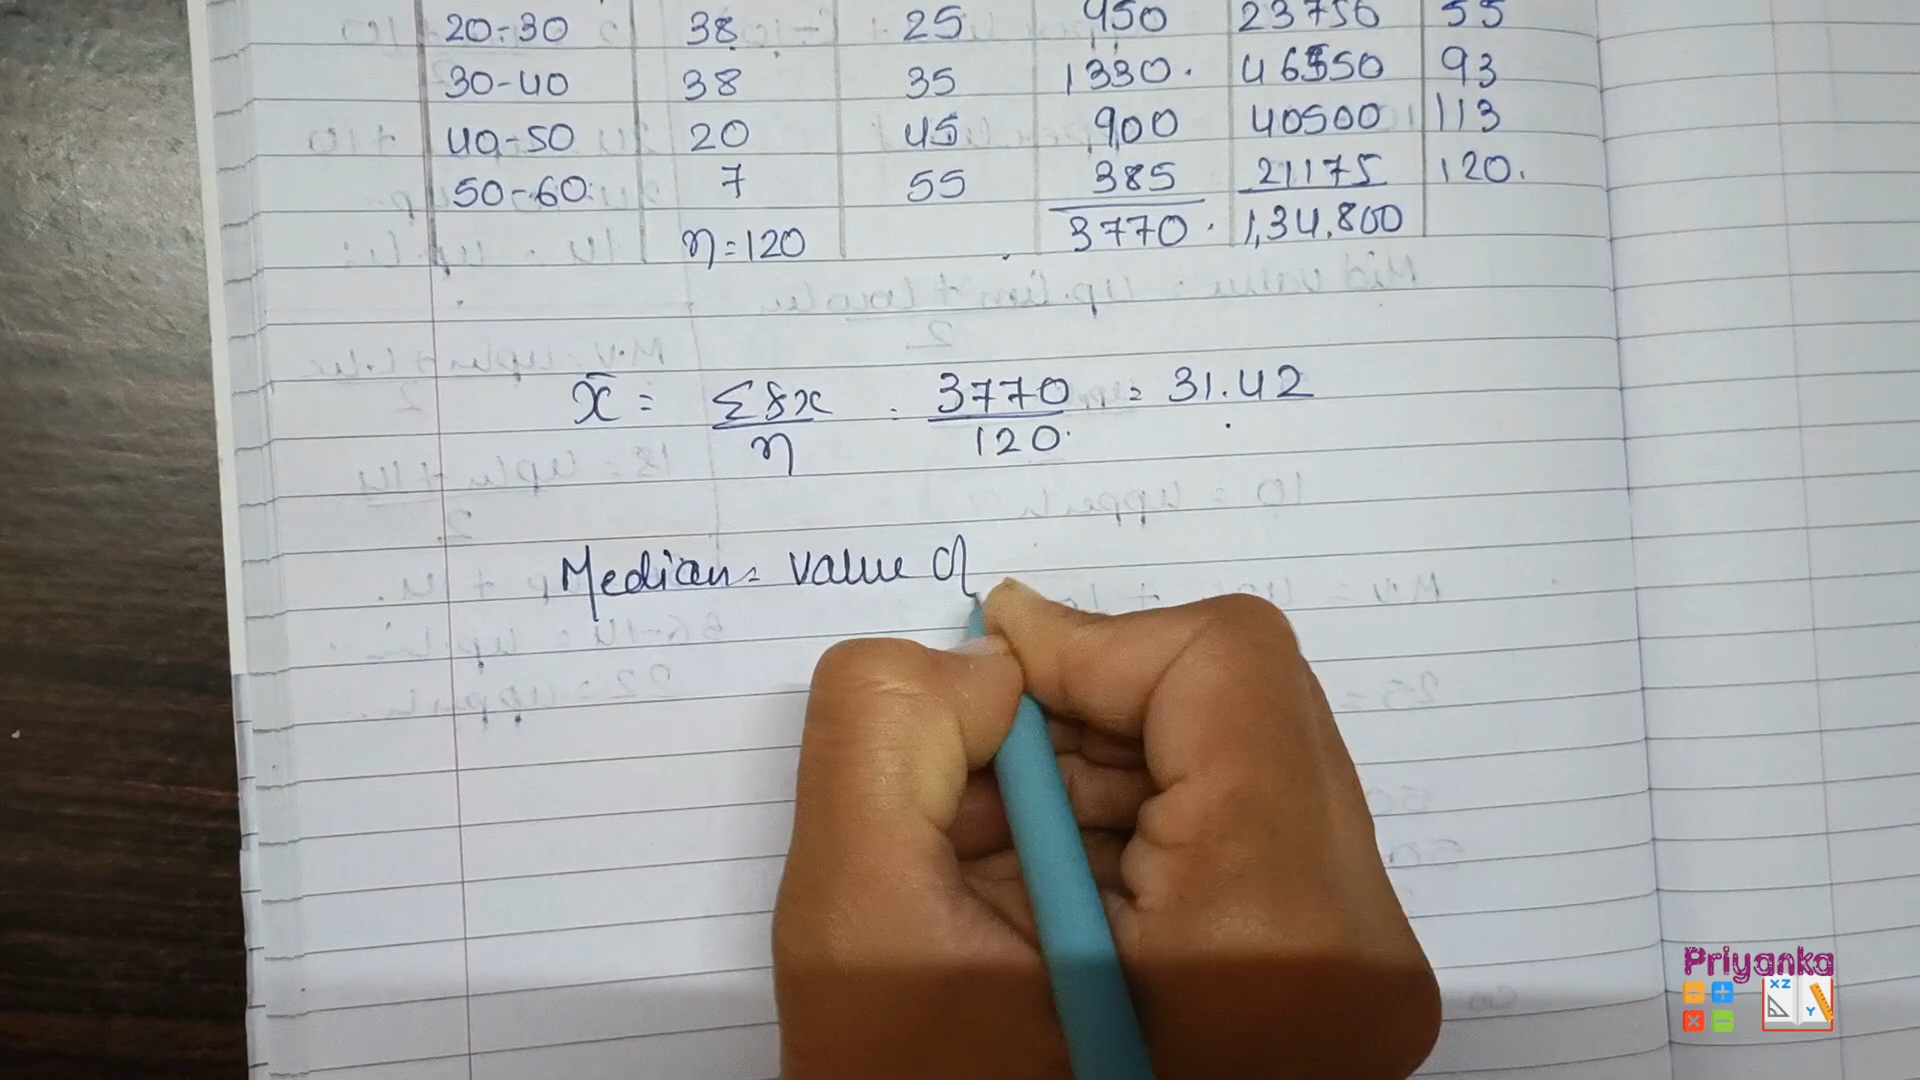 20-30 38 25 950 23750 55
30-40 38 35 1330. 46550 93
40-50 20 45 900 40500 113
50-60 7 55 385 21175 120.
n=120 3770. 1,34,800
x̄ = Σfx/n = 3770/120 = 31.42
Median = value of
Priyanka
XZ
Y